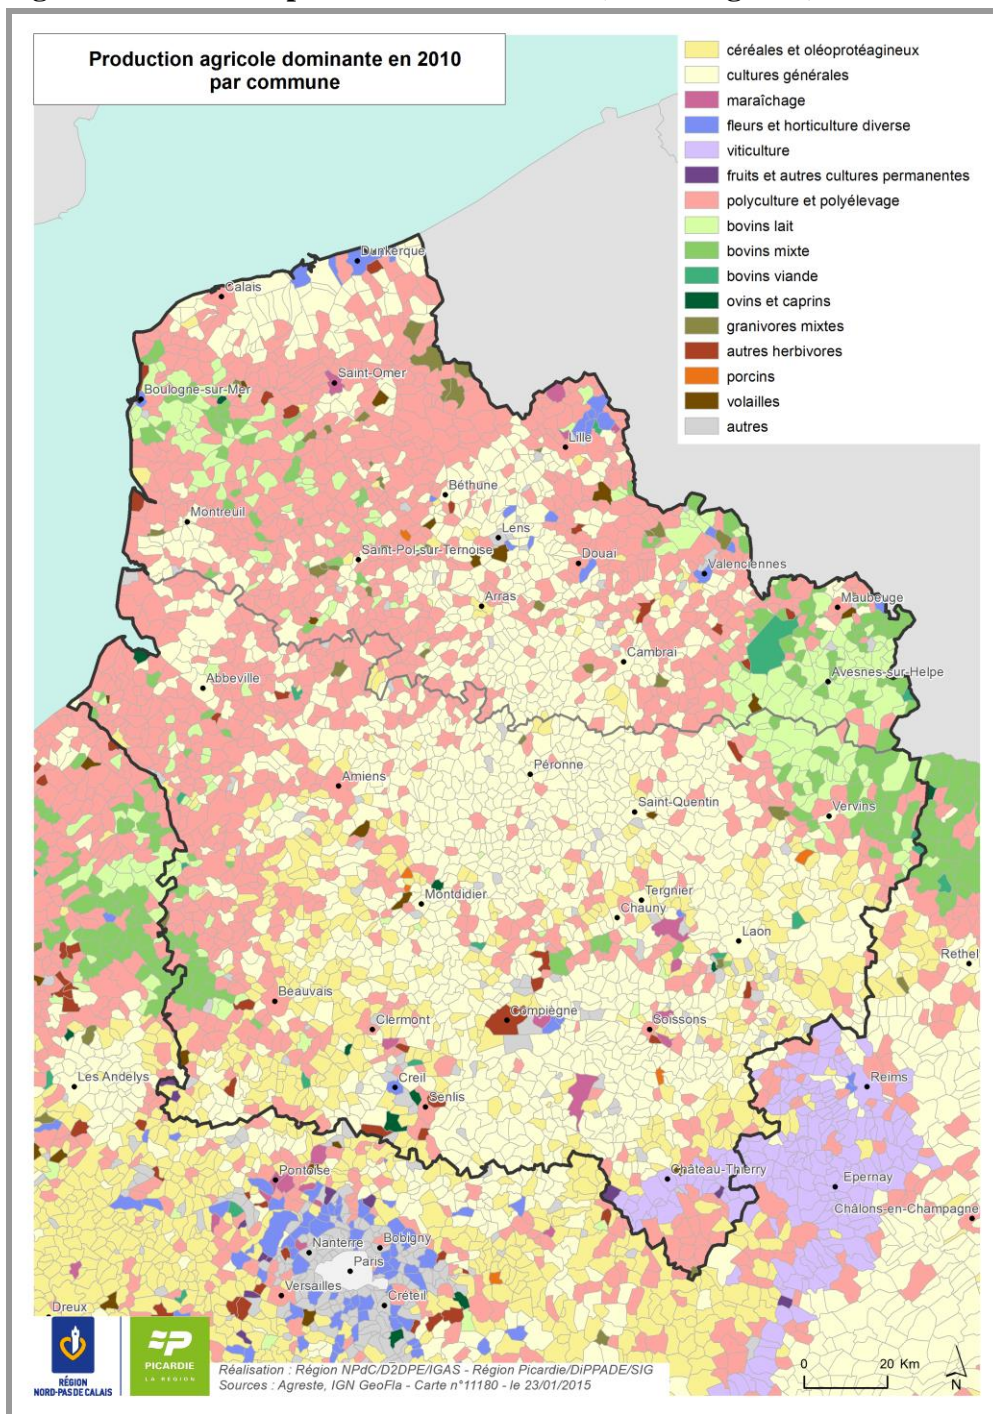 Production agricole dominante en 2010
par commune
céréales et oléoprotéagineux
cultures générales
maraîchage
fleurs et horticulture diverse
viticulture
fruits et autres cultures permanentes
polyculture et polyélevage
bovins lait
bovins mixte
bovins viande
ovins et caprins
granivores mixtes
autres herbivores
porcins
volailles
autres
Dunkerque
Calais
Saint-Omer
Boulogne-sur-Mer
Lille
Béthune
Montreuil
Lens
Saint-Pol-sur-Ternoise
Douai
Valenciennes
Arras
Maubeuge
Cambrai
Avesnes-sur-Helpe
Abbeville
Péronne
Amiens
Saint-Quentin
Vervins
Montdidier
Tergnier
Chauny
Laon
Rethel
Beauvais
Compiègne
Clermont
Soissons
Les Andelys
Creil
Reims
Senlis
Château-Thierry
Pontoise
Epernay
Châlons-en-Champagne
Nanterre
Bobigny
Paris
Versailles
Créteil
Dreux
RÉGION
NORD-PAS DE CALAIS
PICARDIE
LA RÉGION
Réalisation : Région NPdC/D2DPE/IGAS - Région Picardie/DiPPADE/SIG
Sources : Agreste, IGN GeoFla - Carte n°11180 - le 23/01/2015
0 20 Km
N